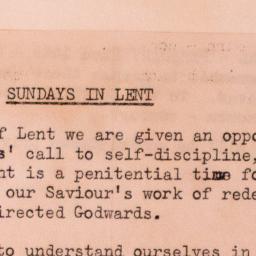 SUNDAYS IN LENT
f Lent we are given an oppo
s' call to self-discipline,
nt is a penitential time fo
our Saviour's work of rede
irected Godwards.
to understand ourselves in